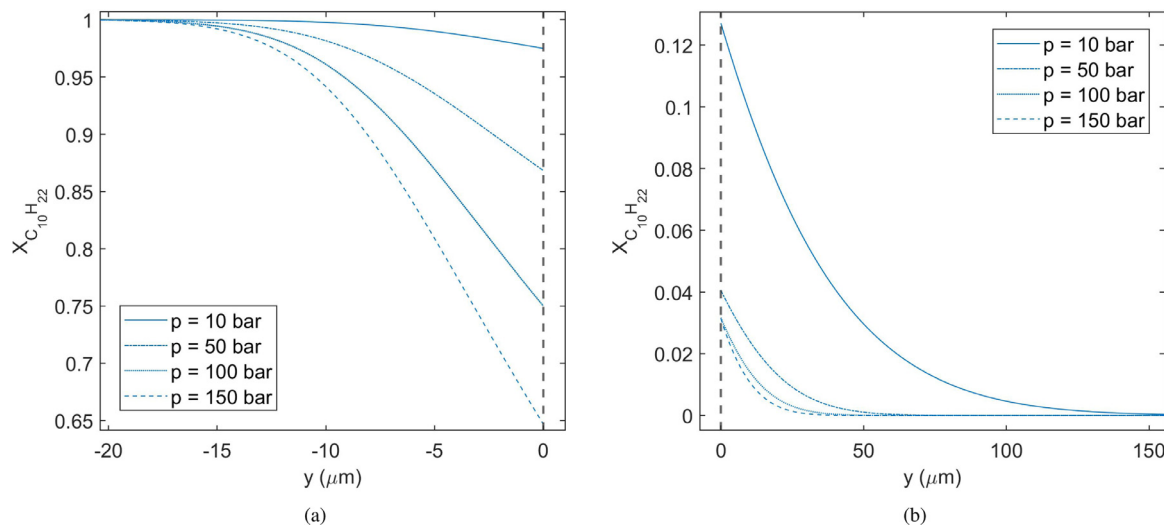 1
0.95
0.9
0.85
0.8
0.75
0.7
0.65
X_{C_{10}H_{22}}
p = 10 bar
p = 50 bar
p = 100 bar
p = 150 bar
-20
-15
-10
-5
0
y (μm)
(a)
0.12
0.1
0.08
0.06
0.04
0.02
0
X_{C_{10}H_{22}}
p = 10 bar
p = 50 bar
p = 100 bar
p = 150 bar
0
50
100
150
y (μm)
(b)